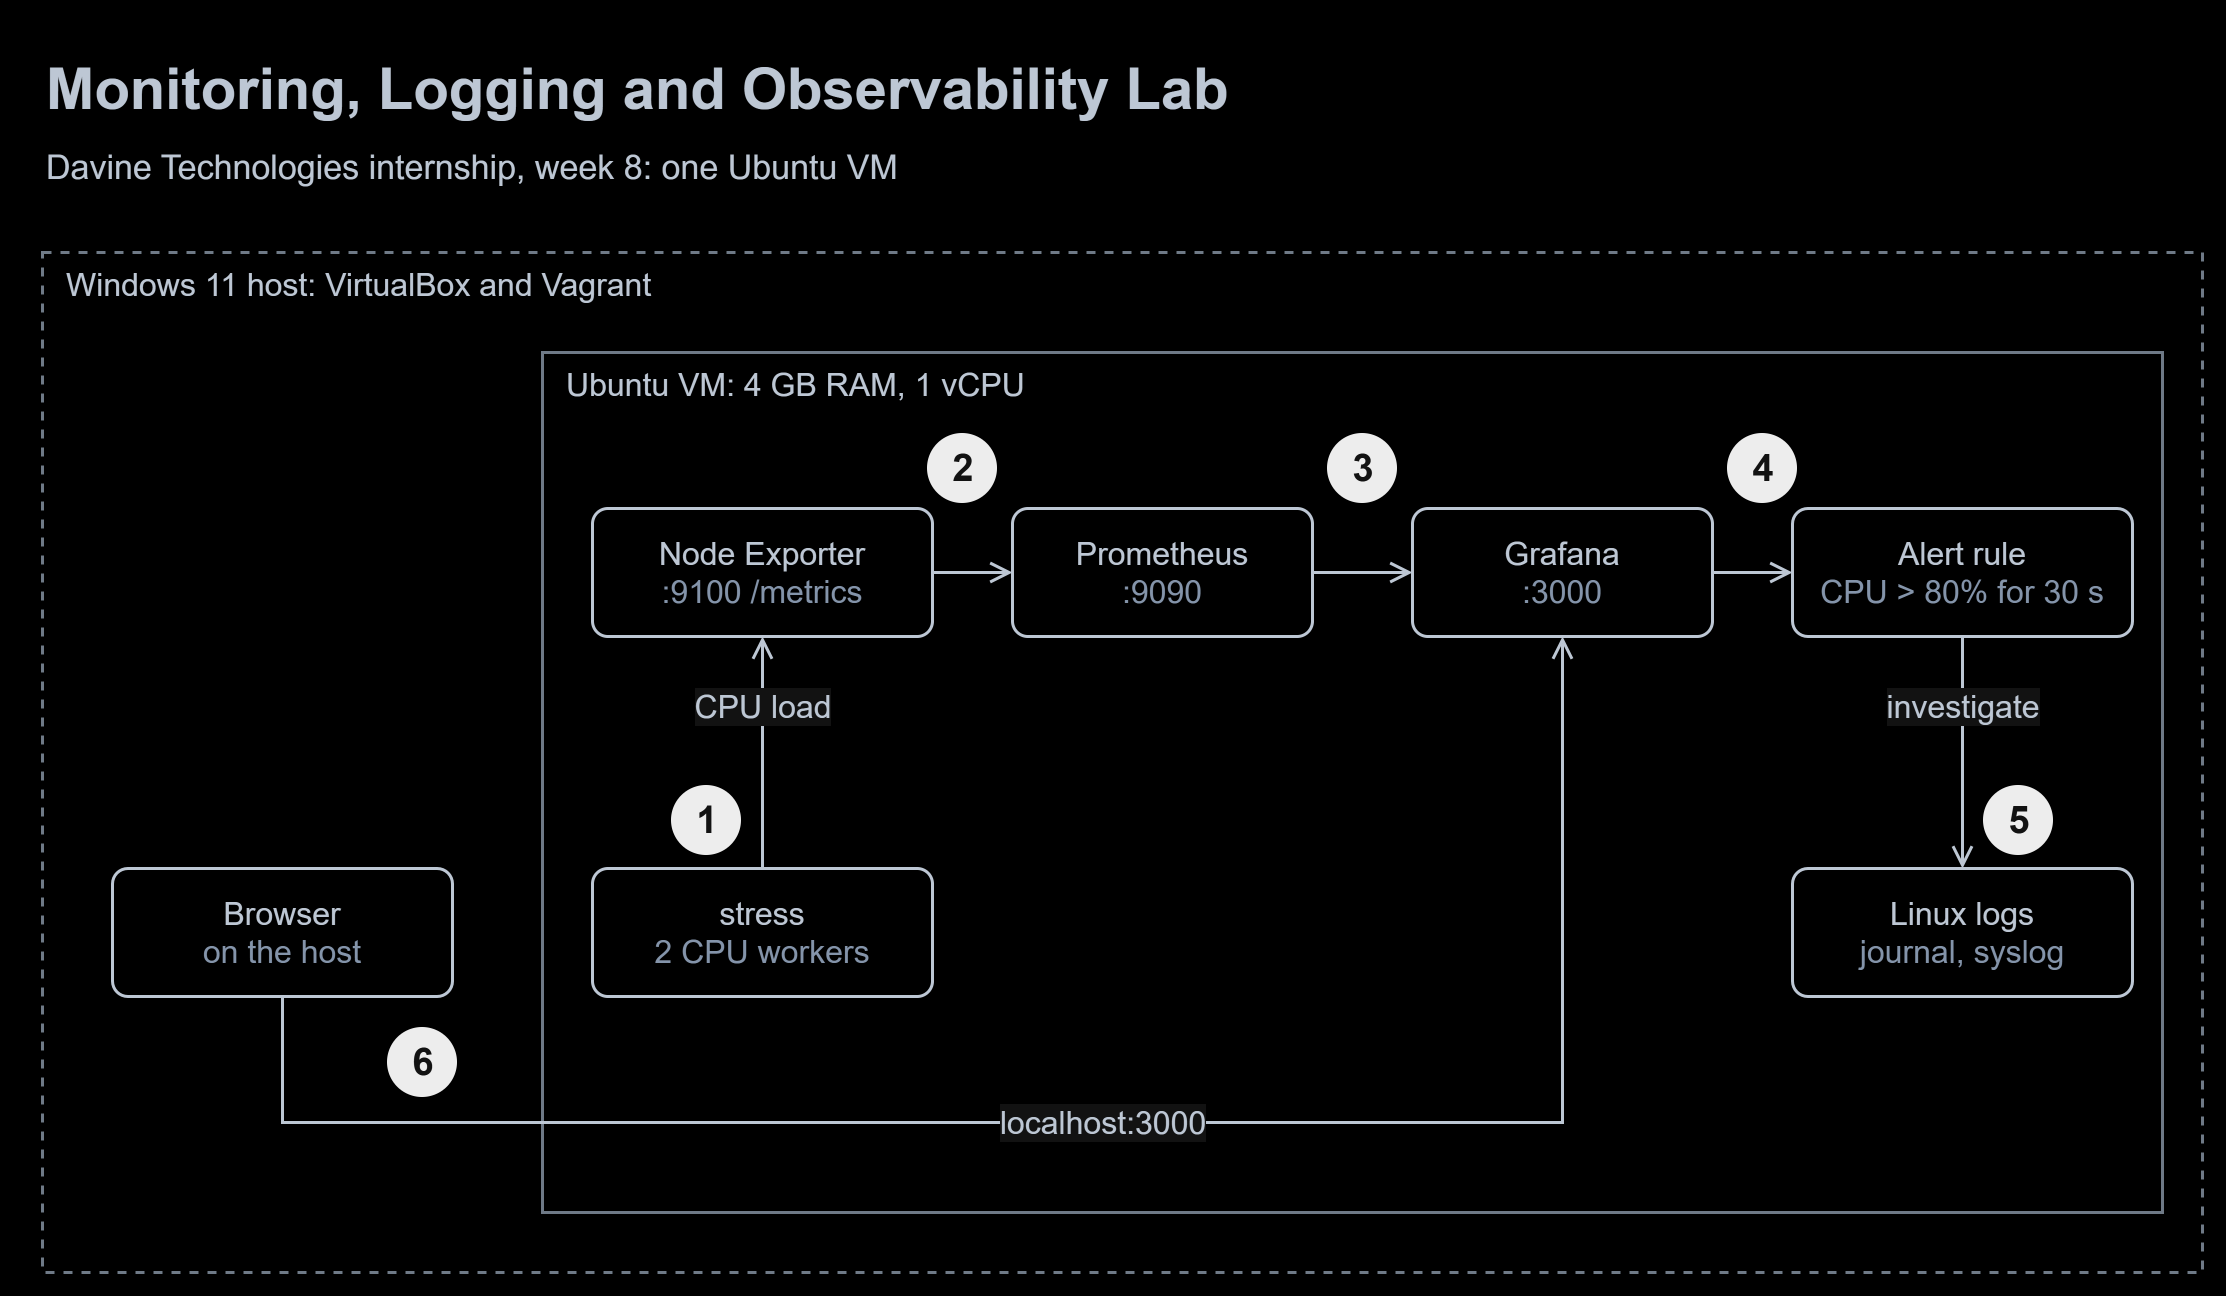 Monitoring, Logging and Observability Lab
Davine Technologies internship, week 8: one Ubuntu VM
Windows 11 host: VirtualBox and Vagrant
Ubuntu VM: 4 GB RAM, 1 vCPU
2
3
4
Node Exporter
:9100 /metrics
Prometheus
:9090
Grafana
:3000
Alert rule
CPU > 80% for 30 s
CPU load
investigate
1
5
Browser
on the host
stress
2 CPU workers
Linux logs
journal, syslog
6
localhost:3000